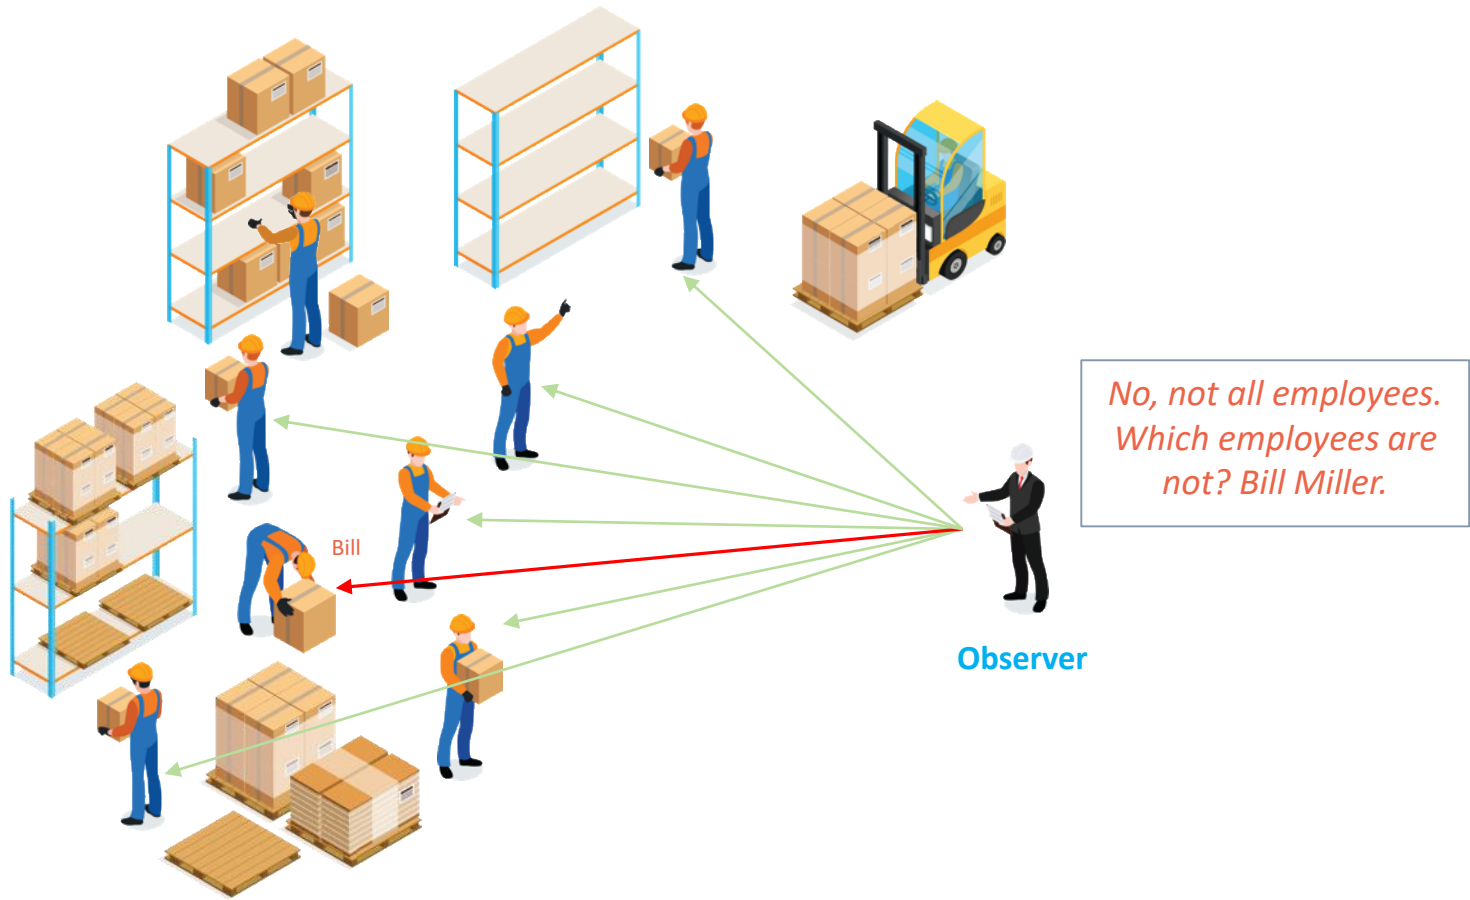 No, not all employees.
Which employees are
not? Bill Miller.
Bill
Observer